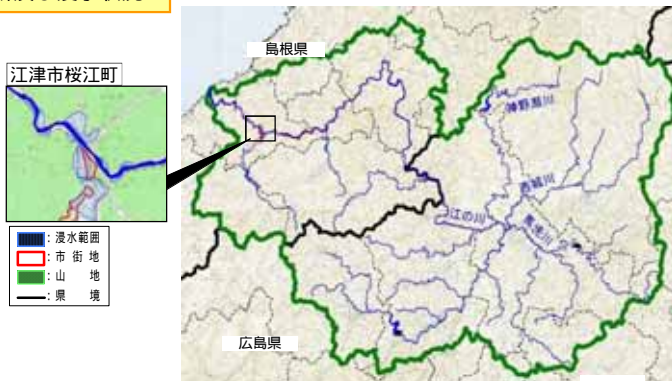 島根県
江津市桜江町
神野瀬川
西城川
江の川
馬洗川
:浸水範囲
:市街地
:山地
:県境
広島県